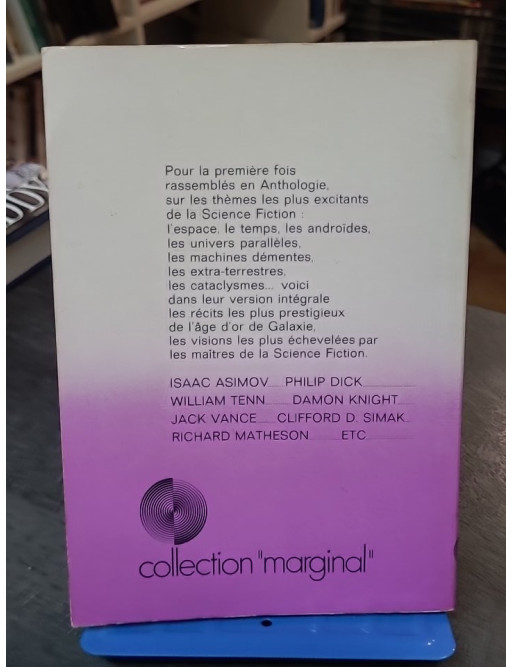 Pour la première fois
rassemblés en Anthologie,
sur les thèmes les plus excitants
de la Science Fiction :
l'espace, le temps, les androïdes,
les univers parallèles,
les machines démentes,
les extra-terrestres,
les cataclysmes... voici
dans leur version intégrale
les récits les plus prestigieux
de l'âge d'or de Galaxie,
les visions les plus échevelées par
les maîtres de la Science Fiction.
ISAAC ASIMOV PHILIP DICK
WILLIAM TENN DAMON KNIGHT
JACK VANCE CLIFFORD D. SIMAK
RICHARD MATHESON ETC
collection "marginal"